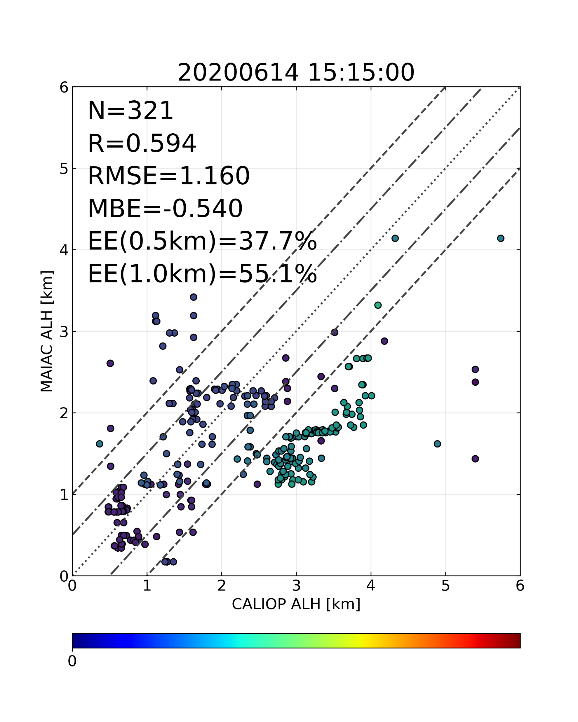 20200614 15:15:00
N=321
R=0.594
RMSE=1.160
MBE=-0.540
EE(0.5km)=37.7%
EE(1.0km)=55.1%
6
5
4
3
2
1
0
MAIAC ALH [km]
0 1 2 3 4 5 6
CALIOP ALH [km]
0